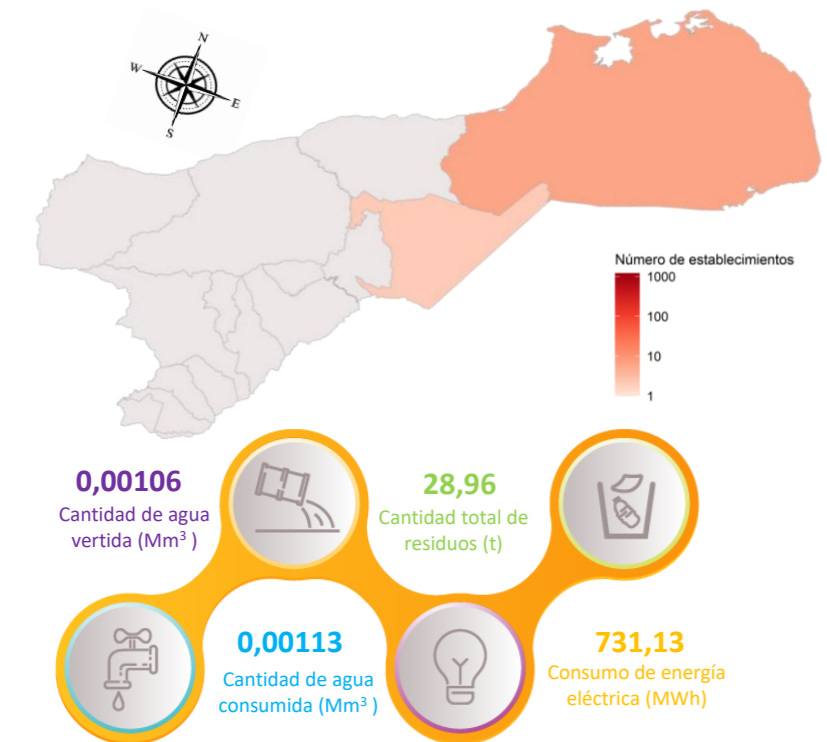 N
W
E
S
Número de establecimientos
1000
100
10
1
0,00106
Cantidad de agua
vertida (Mm³ )
28,96
Cantidad total de
residuos (t)
0,00113
Cantidad de agua
consumida (Mm³ )
731,13
Consumo de energía
eléctrica (MWh)